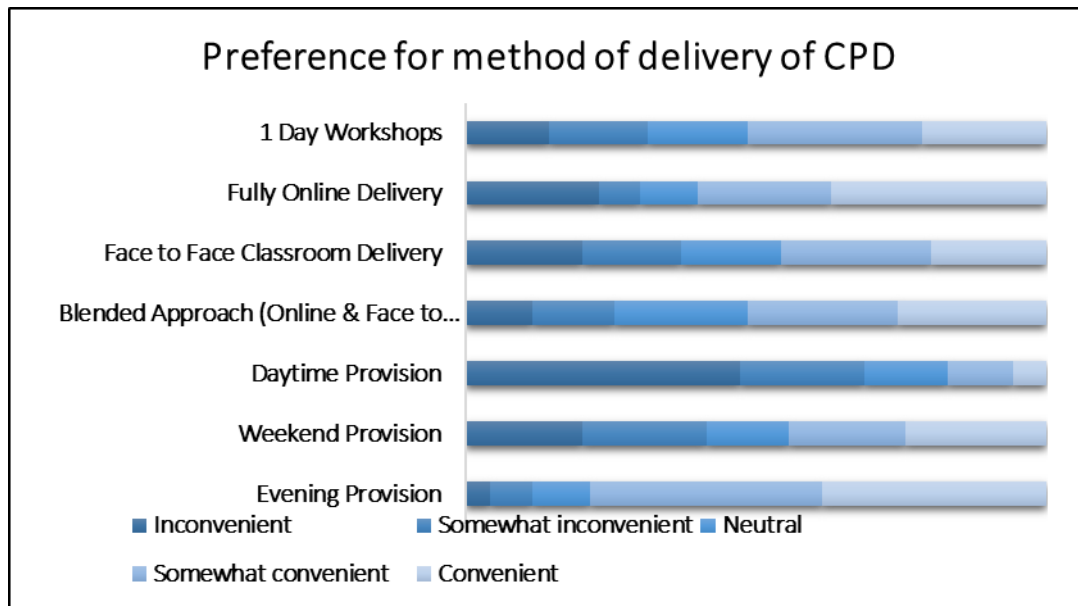 Preference for method of delivery of CPD
1 Day Workshops
Fully Online Delivery
Face to Face Classroom Delivery
Blended Approach (Online & Face to...
Daytime Provision
Weekend Provision
Evening Provision
Inconvenient Somewhat inconvenient Neutral
Somewhat convenient Convenient